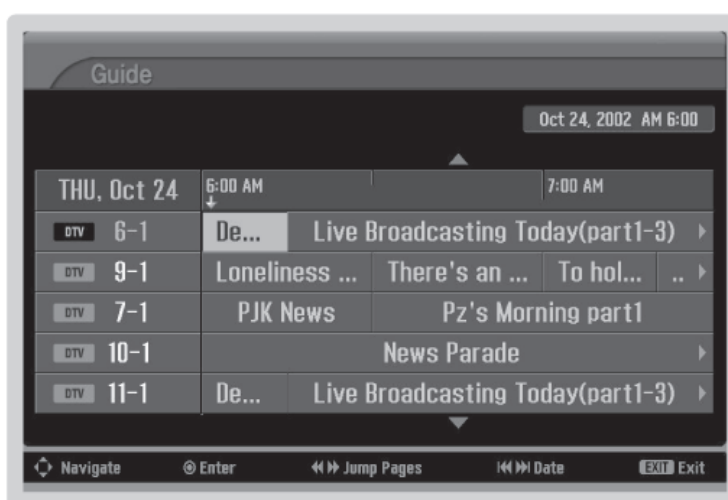 Guide
Oct 24, 2002 AM 6:00
THU, Oct 24 6:00 AM 7:00 AM
DTV 6-1 De... Live Broadcasting Today(part1-3)
DTV 9-1 Loneliness ... There's an ... To hol... ..
DTV 7-1 PJK News Pz's Morning part1
DTV 10-1 News Parade
DTV 11-1 De... Live Broadcasting Today(part1-3)
Navigate Enter Jump Pages Date EXIT Exit